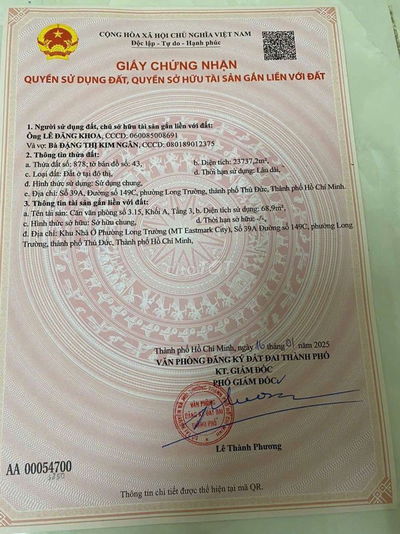 CỘNG HÒA XÃ HỘI CHỦ NGHĨA VIỆT NAM
Độc lập - Tự do - Hạnh phúc
GIẤY CHỨNG NHẬN
QUYỀN SỬ DỤNG ĐẤT, QUYỀN SỞ HỮU TÀI SẢN GẮN LIỀN VỚI ĐẤT
1. Người sử dụng đất, chủ sở hữu tài sản gắn liền với đất:
Ông LÊ ĐĂNG KHOA, CCCD: 060085008691
Và vợ: Bà ĐẶNG THỊ KIM NGÂN, CCCD: 080189012375
2. Thông tin thửa đất:
a. Thửa đất số: 878; tờ bản đồ số: 43, b. Diện tích: 23737,2m²,
c. Loại đất: Đất ở tại đô thị, d. Thời hạn sử dụng: Lâu dài,
đ. Hình thức sử dụng: Sử dụng chung,
e. Địa chỉ: Số 39A, Đường số 149C, phường Long Trường, thành phố Thủ Đức, Thành phố Hồ Chí Minh.
3. Thông tin tài sản gắn liền với đất:
a. Tên tài sản: Căn văn phòng số 3.15, Khối A, Tầng 3, b. Diện tích sử dụng: 68,9m²,
c. Hình thức sở hữu: Sở hữu chung, d. Thời hạn sở hữu: -/-,
đ. Địa chỉ: Khu Nhà Ở Phường Long Trường (MT Eastmark City), Số 39A Đường số 149C, phường Long
Trường, thành phố Thủ Đức, Thành phố Hồ Chí Minh,
Thành phố Hồ Chí Minh, ngày 16 tháng 01 năm 2025
VĂN PHÒNG ĐĂNG KÝ ĐẤT ĐAI THÀNH PHỐ
KT. GIÁM ĐỐC
PHÓ GIÁM ĐỐC
VĂN PHÒNG
ĐĂNG KÝ ĐẤT ĐAI
THÀNH PHỐ
Lê Thành Phương
AA 00054700
Thông tin chi tiết được thể hiện tại mã QR.